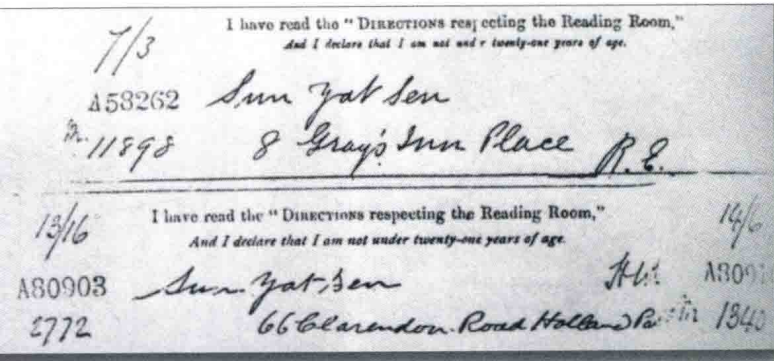 I have read the "DIRECTIONS respecting the Reading Room,"
And I declare that I am not under twenty-one years of age.
7/3
A58262 Sun Yat Sen
11898 8 Gray's Inn Place R.E.
I have read the "DIRECTIONS respecting the Reading Room,"
And I declare that I am not under twenty-one years of age.
13/16 14/6
A80903 Sun Yat Sen A809
2772 66 Clarendon Road Holland Pa 1340